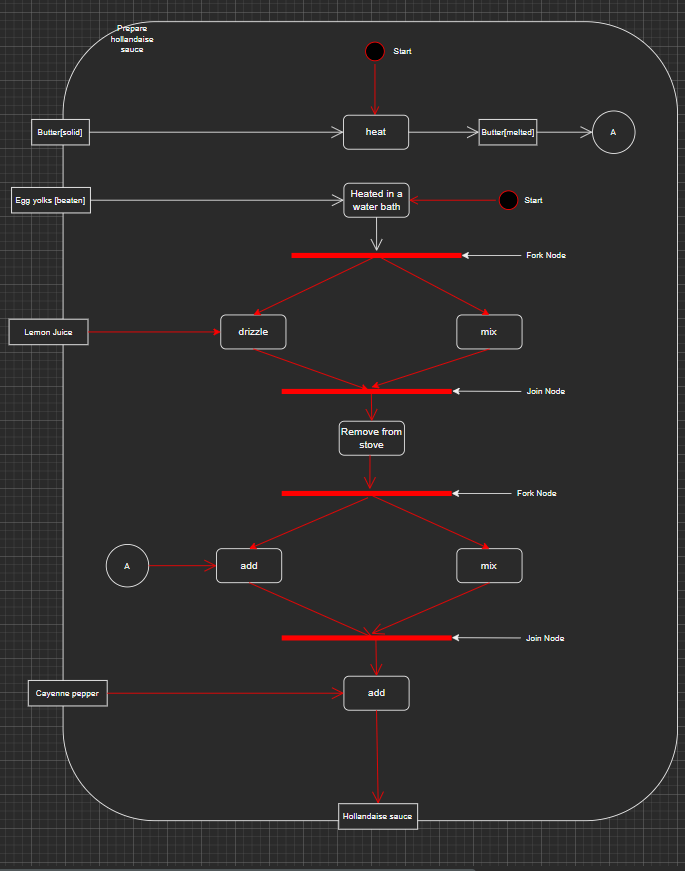 Prepare
hollandaise
sauce
Start
Butter[solid]
heat
Butter[melted]
A
Egg yolks [beaten]
Heated in a
water bath
Start
Fork Node
Lemon Juice
drizzle
mix
Join Node
Remove from
stove
Fork Node
A
add
mix
Join Node
Cayenne pepper
add
Hollandaise sauce